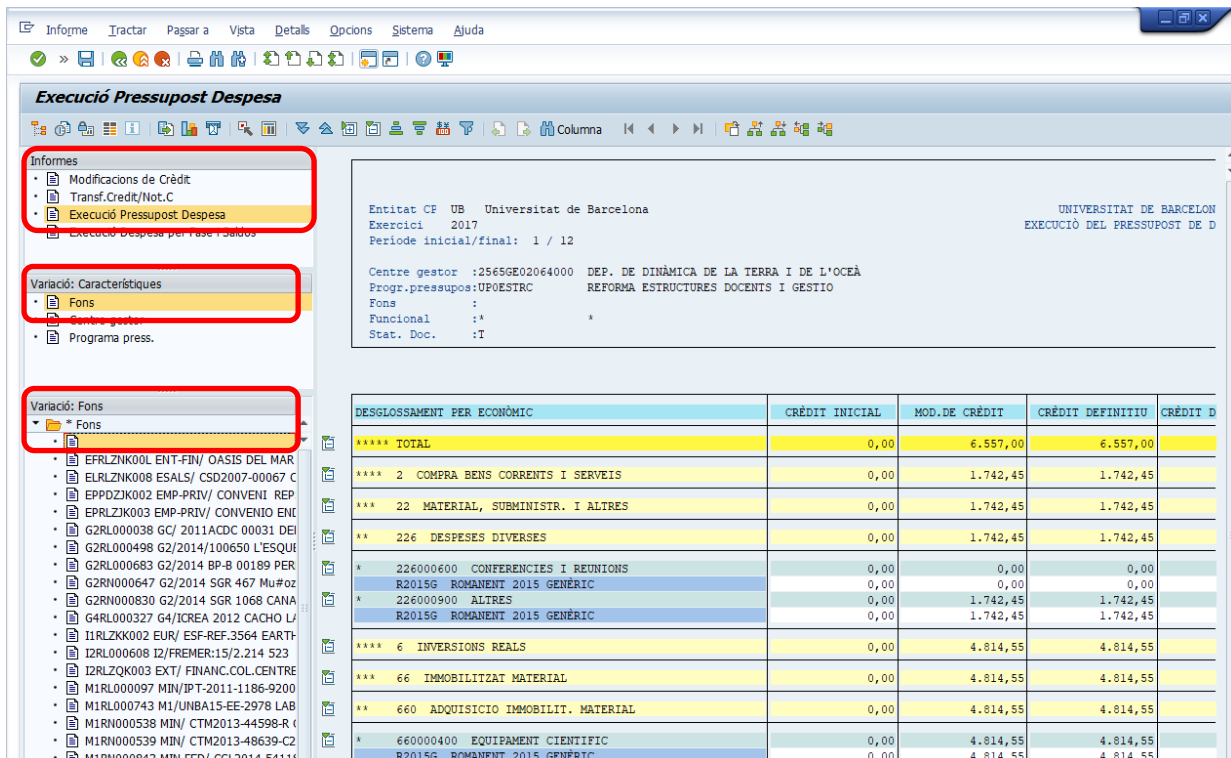 Informe Tractar Passar a Vista Detalls Opcions Sistema Ajuda
Execució Pressupost Despesa
Columna
Informes
Modificacions de Crèdit
Transf.Credit/Not.C
Execució Pressupost Despesa
Execució Despesa per Fase i Saldos
Variació: Característiques
Fons
Centre gestor
Programa press.
Variació: Fons
* Fons
EFRLZNK00L ENT-FIN/ OASIS DEL MAR
ELRLZNK008 ESALS/ CSD2007-00067 C
EPPDZJK002 EMP-PRIV/ CONVENI REP
EPRLZJK003 EMP-PRIV/ CONVENIO END
G2RL000038 GC/ 2011ACDC 00031 DEI
G2RL000498 G2/2014/100650 L'ESQUE
G2RL000683 G2/2014 BP-B 00189 PER
G2RN000647 G2/2014 SGR 467 Mu#oz
G2RN000830 G2/2014 SGR 1068 CANA
G4RL000327 G4/ICREA 2012 CACHO LA
I1RLZKK002 EUR/ ESF-REF.3564 EARTH
I2RL000608 I2/FREMER:15/2.214 523
I2RLZQK003 EXT/ FINANC.COL.CENTRE
M1RL000097 MIN/IPT-2011-1186-9200
M1RL000743 M1/UNBA15-EE-2978 LAB
M1RN000538 MIN/ CTM2013-44598-R
M1RN000539 MIN/ CTM2013-48639-C2
Entitat CP UB Universitat de Barcelona UNIVERSITAT DE BARCELON
Exercici 2017 EXECUCIÓ DEL PRESSUPOST DE D
Periode inicial/final: 1 / 12
Centre gestor :2565GE02064000 DEP. DE DINÀMICA DE LA TERRA I DE L'OCEÀ
Progr.pressupos:UP0ESTRC REFORMA ESTRUCTURES DOCENTS I GESTIO
Fons :
Funcional :* *
Stat. Doc. :T
DESGLOSSAMENT PER ECONÒMIC CRÈDIT INICIAL MOD.DE CRÈDIT CRÈDIT DEFINITIU CRÈDIT D
***** TOTAL 0,00 6.557,00 6.557,00
**** 2 COMPRA BENS CORRENTS I SERVEIS 0,00 1.742,45 1.742,45
*** 22 MATERIAL, SUBMINISTR. I ALTRES 0,00 1.742,45 1.742,45
** 226 DESPESES DIVERSES 0,00 1.742,45 1.742,45
* 226000600 CONFERENCIES I REUNIONS 0,00 0,00 0,00
R2015G ROMANENT 2015 GENÈRIC 0,00 0,00 0,00
* 226000900 ALTRES 0,00 1.742,45 1.742,45
R2015G ROMANENT 2015 GENÈRIC 0,00 1.742,45 1.742,45
**** 6 INVERSIONS REALS 0,00 4.814,55 4.814,55
*** 66 IMMOBILITZAT MATERIAL 0,00 4.814,55 4.814,55
** 660 ADQUISICIO IMMOBILIT. MATERIAL 0,00 4.814,55 4.814,55
* 660000400 EQUIPAMENT CIENTIFIC 0,00 4.814,55 4.814,55
R2015G ROMANENT 2015 GENÈRIC 0,00 4.814,55 4.814,55